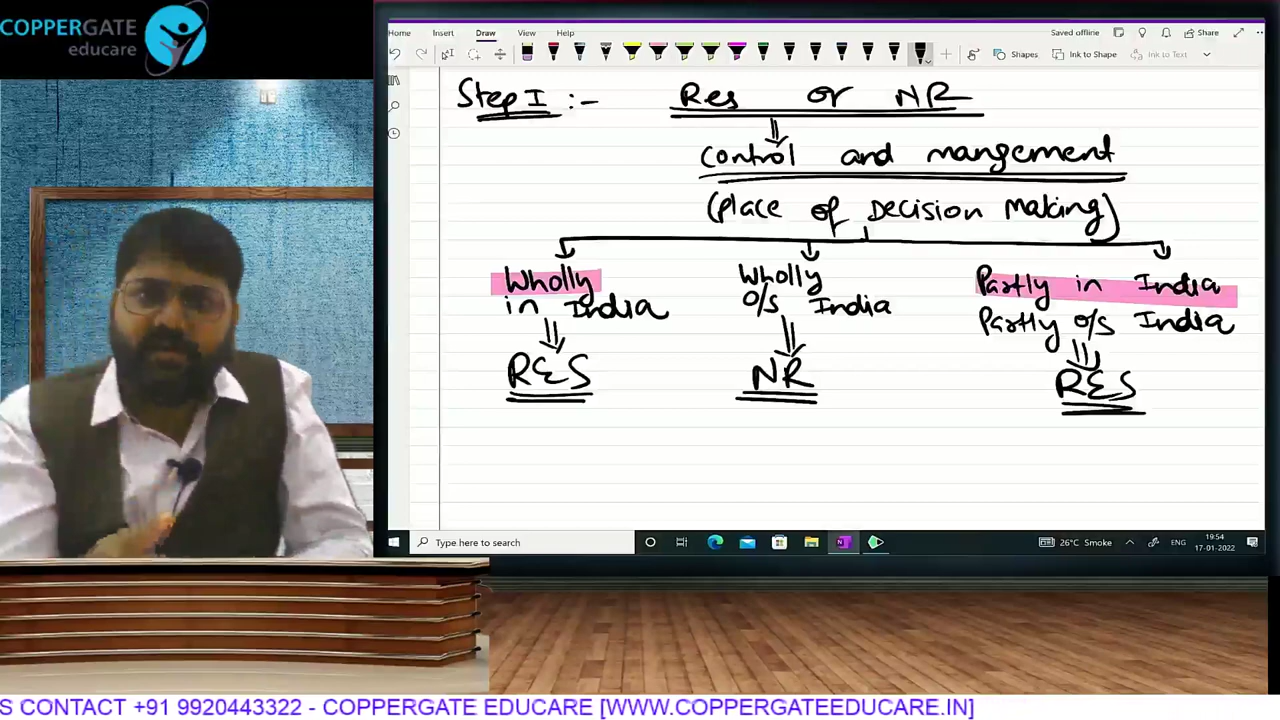 COPPERGATE
educare
Home Insert Draw View Help
Saved offline
Share
Shapes
Ink to Shape
Ink to Text
Step I :- Res or NR
control and mangement
(Place of Decision Making)
Wholly
in India
RES
Wholly
o/s India
NR
Partly in India
Partly o/s India
RES
Type here to search
26°C Smoke
ENG
19:54
17-01-2022
S CONTACT +91 9920443322 - COPPERGATE EDUCARE [WWW.COPPERGATEEDUCARE.IN]